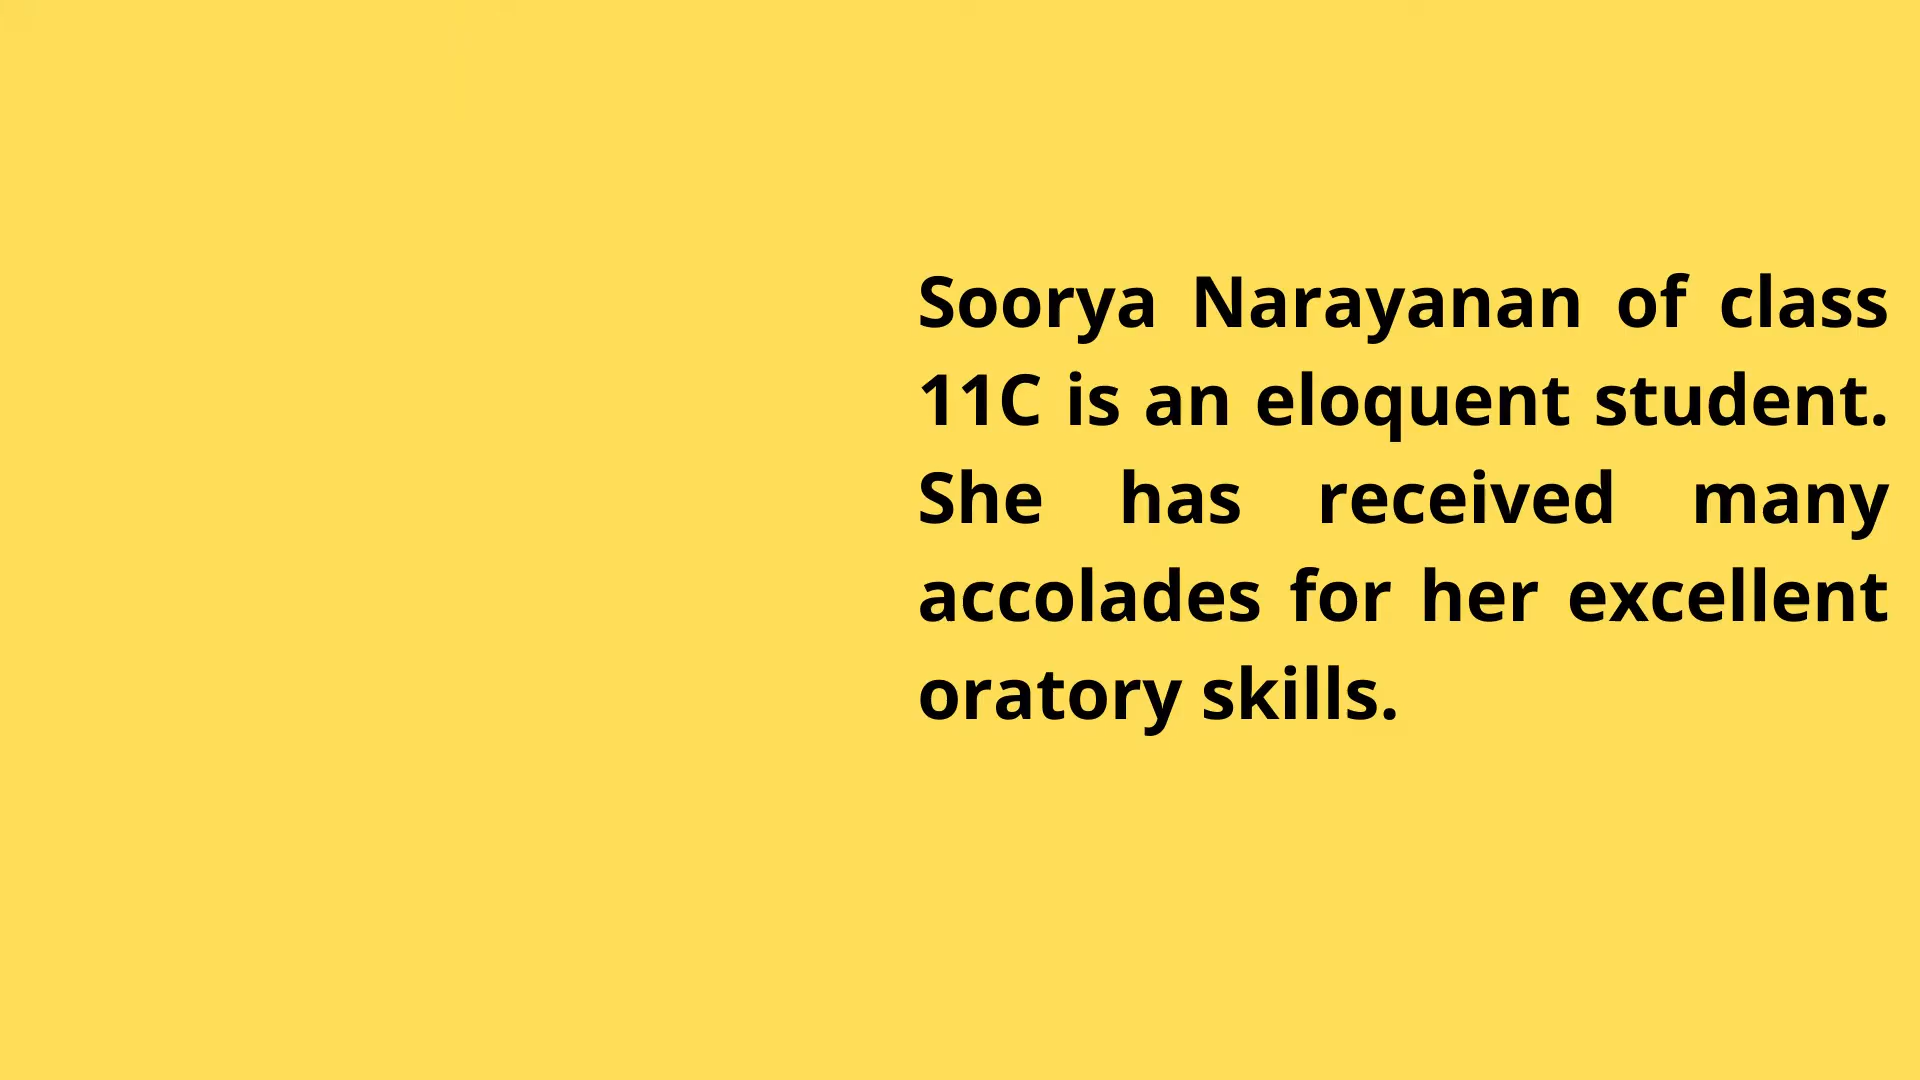 Soorya Narayanan of class
11C is an eloquent student.
She has received many
accolades for her excellent
oratory skills.